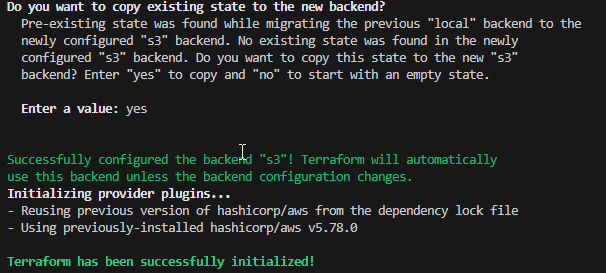 Do you want to copy existing state to the new backend?
Pre-existing state was found while migrating the previous "local" backend to the
newly configured "s3" backend. No existing state was found in the newly
configured "s3" backend. Do you want to copy this state to the new "s3"
backend? Enter "yes" to copy and "no" to start with an empty state.
Enter a value: yes
Successfully configured the backend "s3"! Terraform will automatically
use this backend unless the backend configuration changes.
Initializing provider plugins...
- Reusing previous version of hashicorp/aws from the dependency lock file
- Using previously-installed hashicorp/aws v5.78.0
Terraform has been successfully initialized!